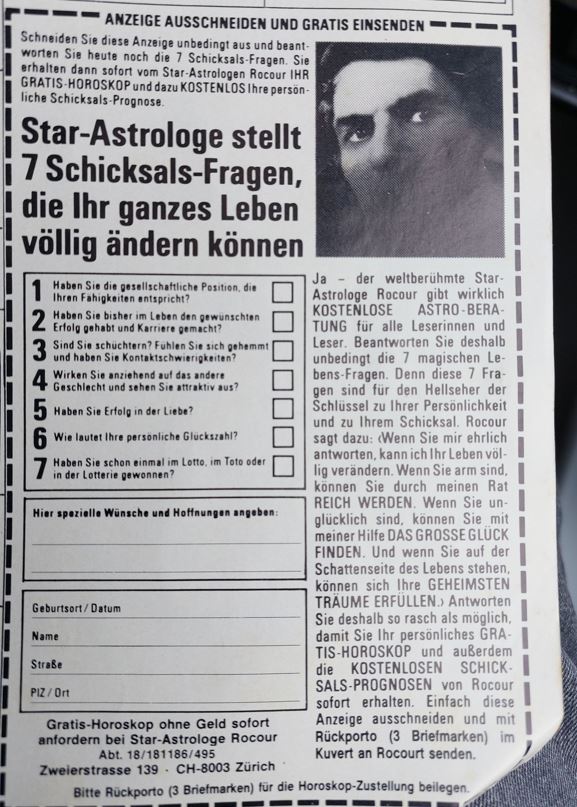 ANZEIGE AUSSCHNEIDEN UND GRATIS EINSENDEN
Schneiden Sie diese Anzeige unbedingt aus und beant-
worten Sie heute noch die 7 Schicksals-Fragen. Sie
erhalten dann sofort vom Star-Astrologen Rocour IHR
GRATIS-HOROSKOP und dazu KOSTENLOS Ihre persön-
liche Schicksals-Prognose.
Star-Astrologe stellt
7 Schicksals-Fragen,
die Ihr ganzes Leben
völlig ändern können
1 Haben Sie die gesellschaftliche Position, die
Ihren Fähigkeiten entspricht?
2 Haben Sie bisher im Leben den gewünschten
Erfolg gehabt und Karriere gemacht?
3 Sind Sie schüchtern? Fühlen Sie sich gehemmt
und haben Sie Kontaktschwierigkeiten?
4 Wirken Sie anziehend auf das andere
Geschlecht und sehen Sie attraktiv aus?
5 Haben Sie Erfolg in der Liebe?
6 Wie lautet Ihre persönliche Glückszahl?
7 Haben Sie schon einmal im Lotto, im Toto oder
in der Lotterie gewonnen?
Hier spezielle Wünsche und Hoffnungen angeben:
Geburtsort / Datum
Name
Straße
PlZ / Ort
Gratis-Horoskop ohne Geld sofort
anfordern bei Star-Astrologe Rocour
Abt. 18/181186/495
Zweierstrasse 139 · CH-8003 Zürich
Ja – der weltberühmte Star-
Astrologe Rocour gibt wirklich
KOSTENLOSE ASTRO-BERA-
TUNG für alle Leserinnen und
Leser. Beantworten Sie deshalb
unbedingt die 7 magischen Le-
bens-Fragen. Denn diese 7 Fra-
gen sind für den Hellseher der
Schlüssel zu Ihrer Persönlichkeit
und zu Ihrem Schicksal. Rocour
sagt dazu: ‹Wenn Sie mir ehrlich
antworten, kann ich Ihr Leben völ-
lig verändern. Wenn Sie arm sind,
können Sie durch meinen Rat
REICH WERDEN. Wenn Sie un-
glücklich sind, können Sie mit
meiner Hilfe DAS GROSSE GLÜCK
FINDEN. Und wenn Sie auf der
Schattenseite des Lebens stehen,
können sich Ihre GEHEIMSTEN
TRÄUME ERFÜLLEN.› Antworten
Sie deshalb so rasch als möglich,
damit Sie Ihr persönliches GRA-
TIS-HOROSKOP und außerdem
die KOSTENLOSEN SCHICK-
SALS-PROGNOSEN von Rocour
sofort erhalten. Einfach diese
Anzeige ausschneiden und mit
Rückporto (3 Briefmarken) im
Kuvert an Rocourt senden.
Bitte Rückporto (3 Briefmarken) für die Horoskop-Zustellung beilegen.